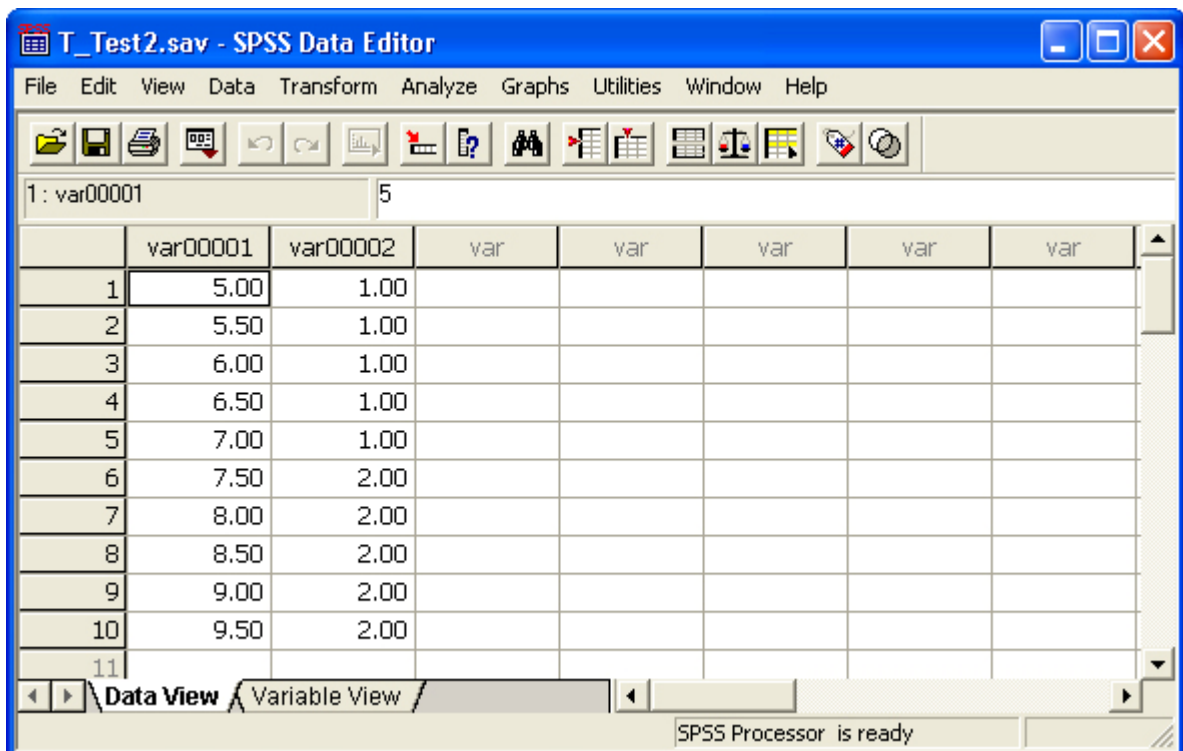 T_Test2.sav - SPSS Data Editor
File Edit View Data Transform Analyze Graphs Utilities Window Help
1 : var00001 5
var00001 var00002 var var var var var
1 5.00 1.00
2 5.50 1.00
3 6.00 1.00
4 6.50 1.00
5 7.00 1.00
6 7.50 2.00
7 8.00 2.00
8 8.50 2.00
9 9.00 2.00
10 9.50 2.00
11
Data View Variable View
SPSS Processor is ready